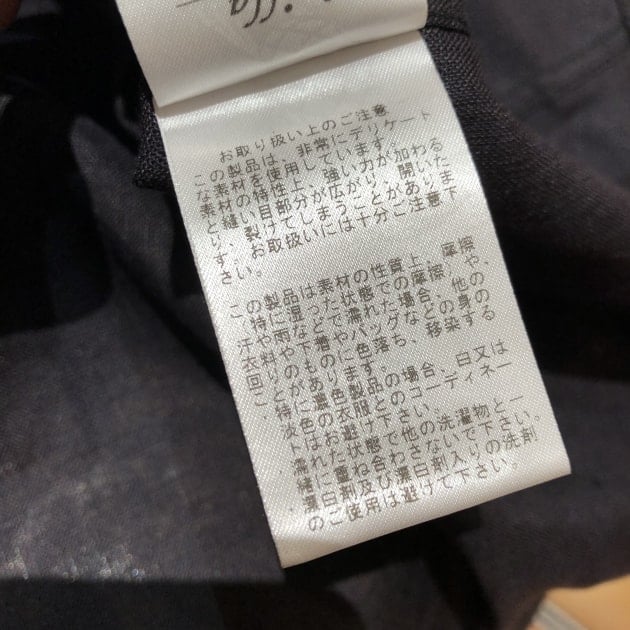 お取り扱い上のご注意
この製品は、非常にデリケート
な素材を使用しています。
素材の特性上、強い力が加わる
と縫い目部分が広がり、開いた
り、裂けてしまうことがありま
す。お取扱いには十分ご注意下
さい。
この製品は素材の性質上、摩擦
、（特に湿った状態での摩擦）や、
汗や雨などで濡れた場合、他の
衣料や下着やバッグなどの身の
回りのものに色落ち、移染する
ことがあります。
特に濃色製品の場合、白又は
淡色の衣服とのコーディネー
トはお避け下さい。
濡れた状態で他の洗濯物と一
緒に重ね合わさないで下さい。
漂白剤及び漂白剤入りの洗剤
のご使用は避けて下さい。